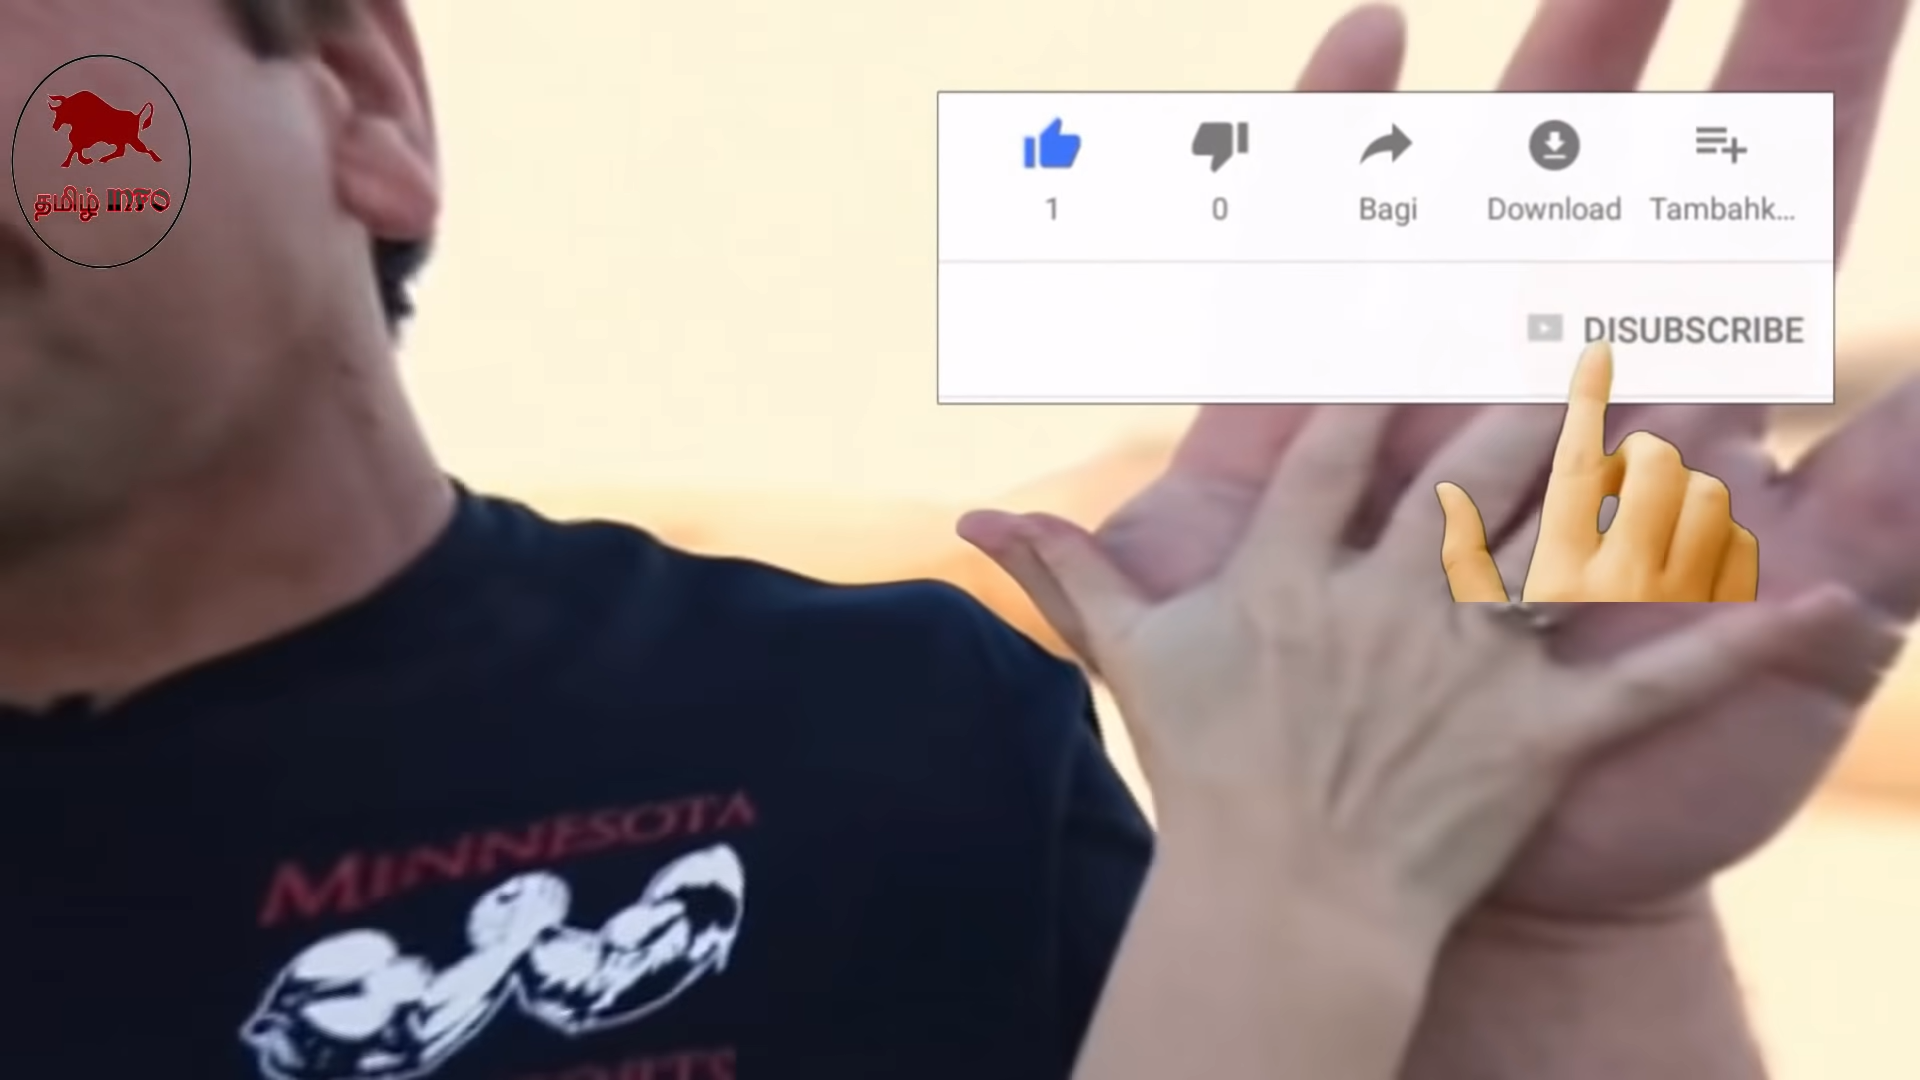 தமிழ் INFO
1 0 Bagi Download Tambahk...
DISUBSCRIBE
MINNESOTA